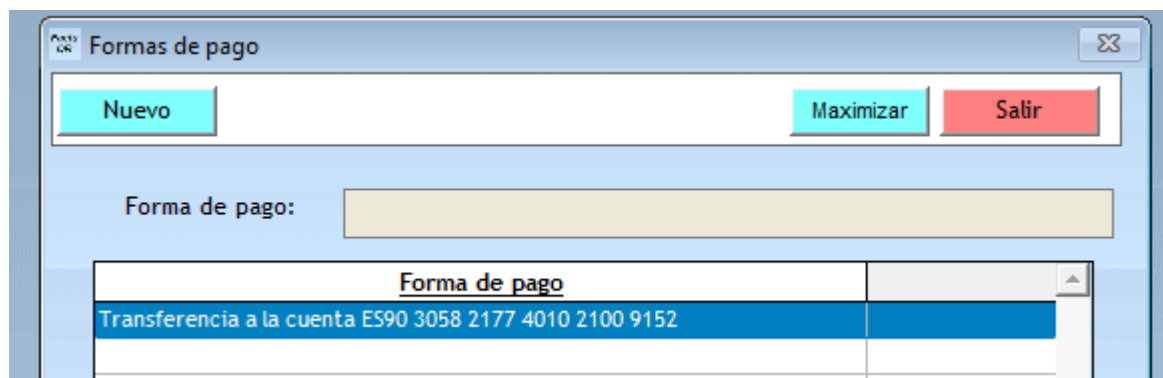 Formas de pago
Nuevo
Maximizar
Salir
Forma de pago:
Forma de pago
Transferencia a la cuenta ES90 3058 2177 4010 2100 9152